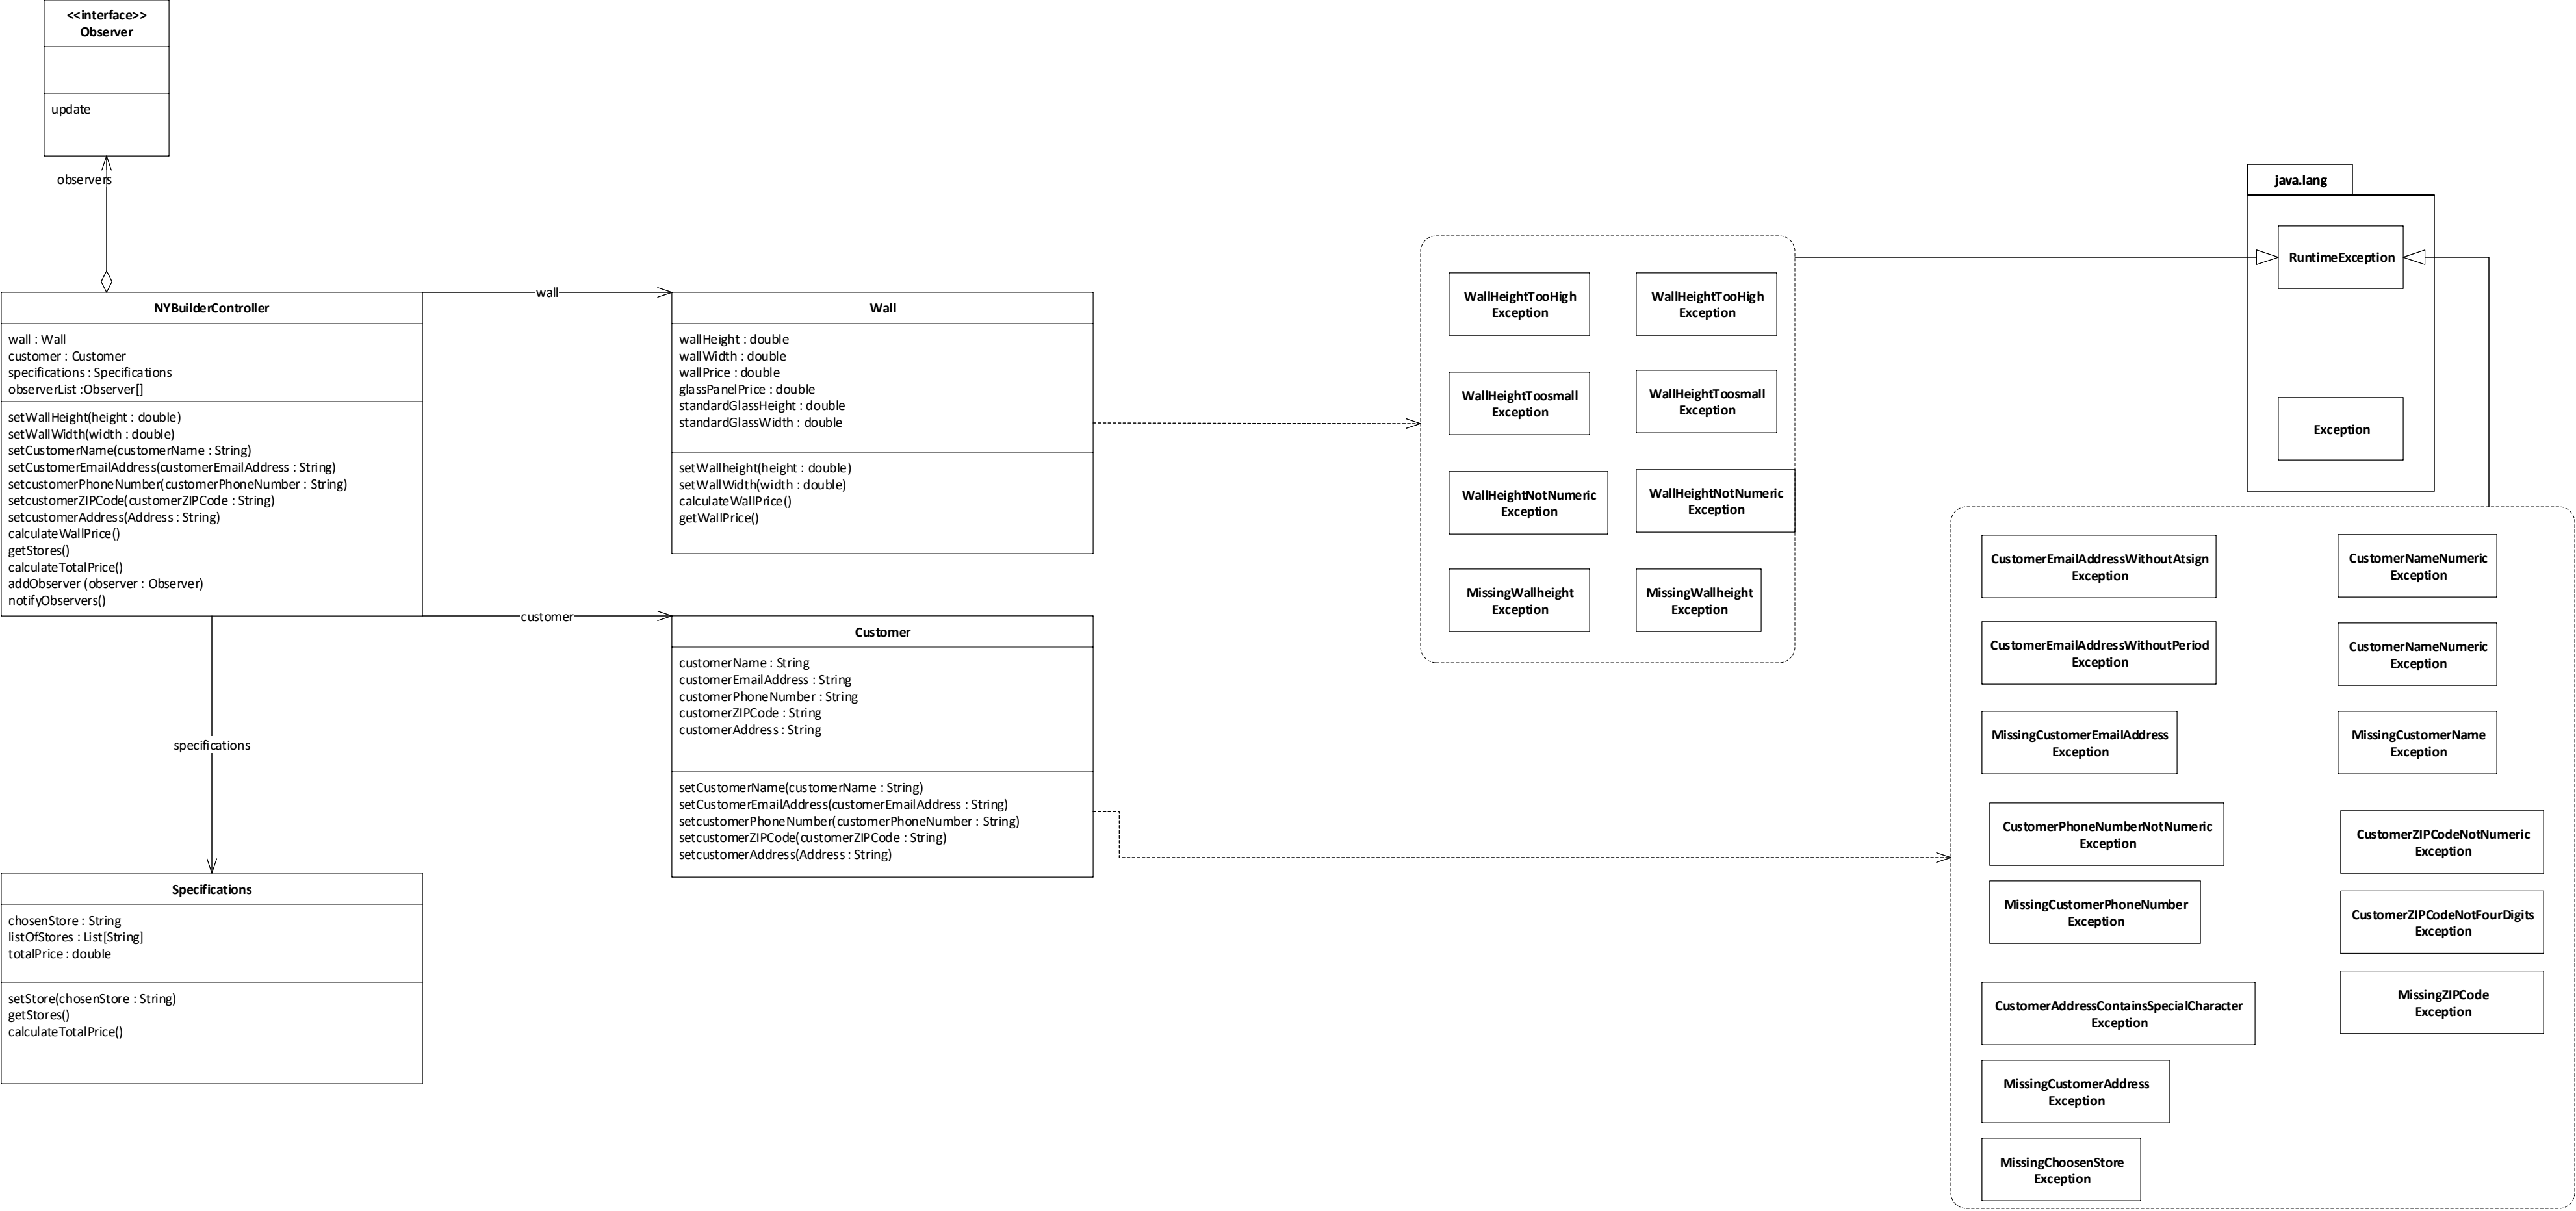 <<interface>>
Observer
update
observers
NYBuilderController
wall : Wall
customer : Customer
specifications : Specifications
observerList :Observer[]
setWallHeight(height : double)
setWallWidth(width : double)
setCustomerName(customerName : String)
setCustomerEmailAddress(customerEmailAddress : String)
setcustomerPhoneNumber(customerPhoneNumber : String)
setcustomerZIPCode(customerZIPCode : String)
setcustomerAddress(Address : String)
calculateWallPrice()
getStores()
calculateTotalPrice()
addObserver (observer : Observer)
notifyObservers()
wall
customer
specifications
Specifications
chosenStore : String
listOfStores : List[String]
totalPrice : double
setStore(chosenStore : String)
getStores()
calculateTotalPrice()
Wall
wallHeight : double
wallWidth : double
wallPrice : double
glassPanelPrice : double
standardGlassHeight : double
standardGlassWidth : double
setWallheight(height : double)
setWallWidth(width : double)
calculateWallPrice()
getWallPrice()
Customer
customerName : String
customerEmailAddress : String
customerPhoneNumber : String
customerZIPCode : String
customerAddress : String
setCustomerName(customerName : String)
setCustomerEmailAddress(customerEmailAddress : String)
setcustomerPhoneNumber(customerPhoneNumber : String)
setcustomerZIPCode(customerZIPCode : String)
setcustomerAddress(Address : String)
WallHeightTooHigh
Exception
WallHeightTooHigh
Exception
WallHeightToosmall
Exception
WallHeightToosmall
Exception
WallHeightNotNumeric
Exception
WallHeightNotNumeric
Exception
MissingWallheight
Exception
MissingWallheight
Exception
java.lang
RuntimeException
Exception
CustomerEmailAddressWithoutAtsign
Exception
CustomerNameNumeric
Exception
CustomerEmailAddressWithoutPeriod
Exception
CustomerNameNumeric
Exception
MissingCustomerEmailAddress
Exception
MissingCustomerName
Exception
CustomerPhoneNumberNotNumeric
Exception
CustomerZIPCodeNotNumeric
Exception
MissingCustomerPhoneNumber
Exception
CustomerZIPCodeNotFourDigits
Exception
CustomerAddressContainsSpecialCharacter
Exception
MissingZIPCode
Exception
MissingCustomerAddress
Exception
MissingChoosenStore
Exception